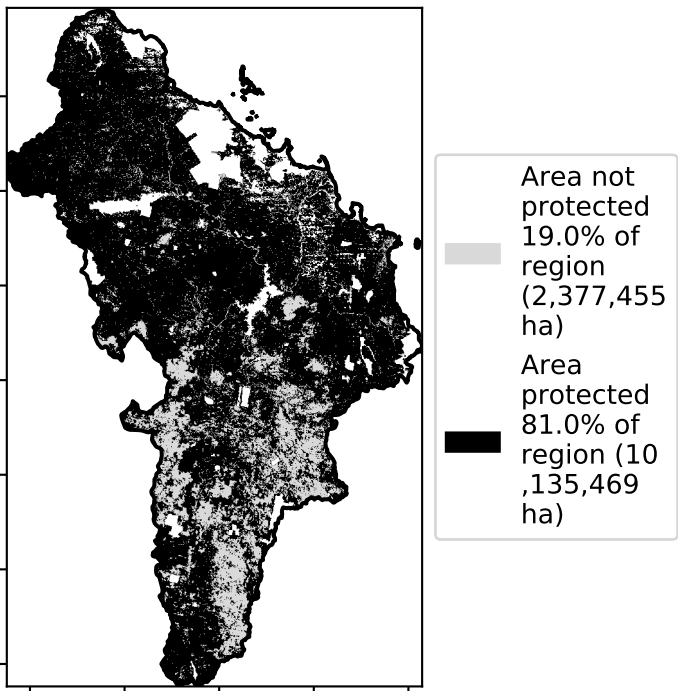 Area not
protected
19.0% of
region
(2,377,455
ha)
Area
protected
81.0% of
region (10
,135,469
ha)